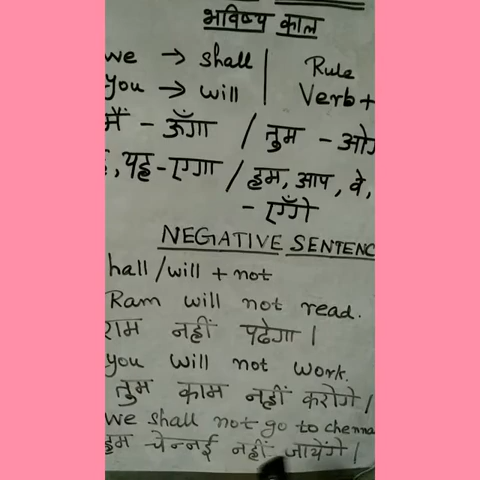 भविष्य काल
we → shall | Rule
You → will | Verb +
मैं - ऊँगा / तुम - ओगे
, यह - एगा / हम, आप, वे,
- एँगे
NEGATIVE SENTENC
hall / will + not
Ram will not read.
राम नहीं पढेगा |
you will not work.
तुम काम नहीं करोगे |
we shall not go to chenna
हम चेन्नई नहीं जायेंगे |